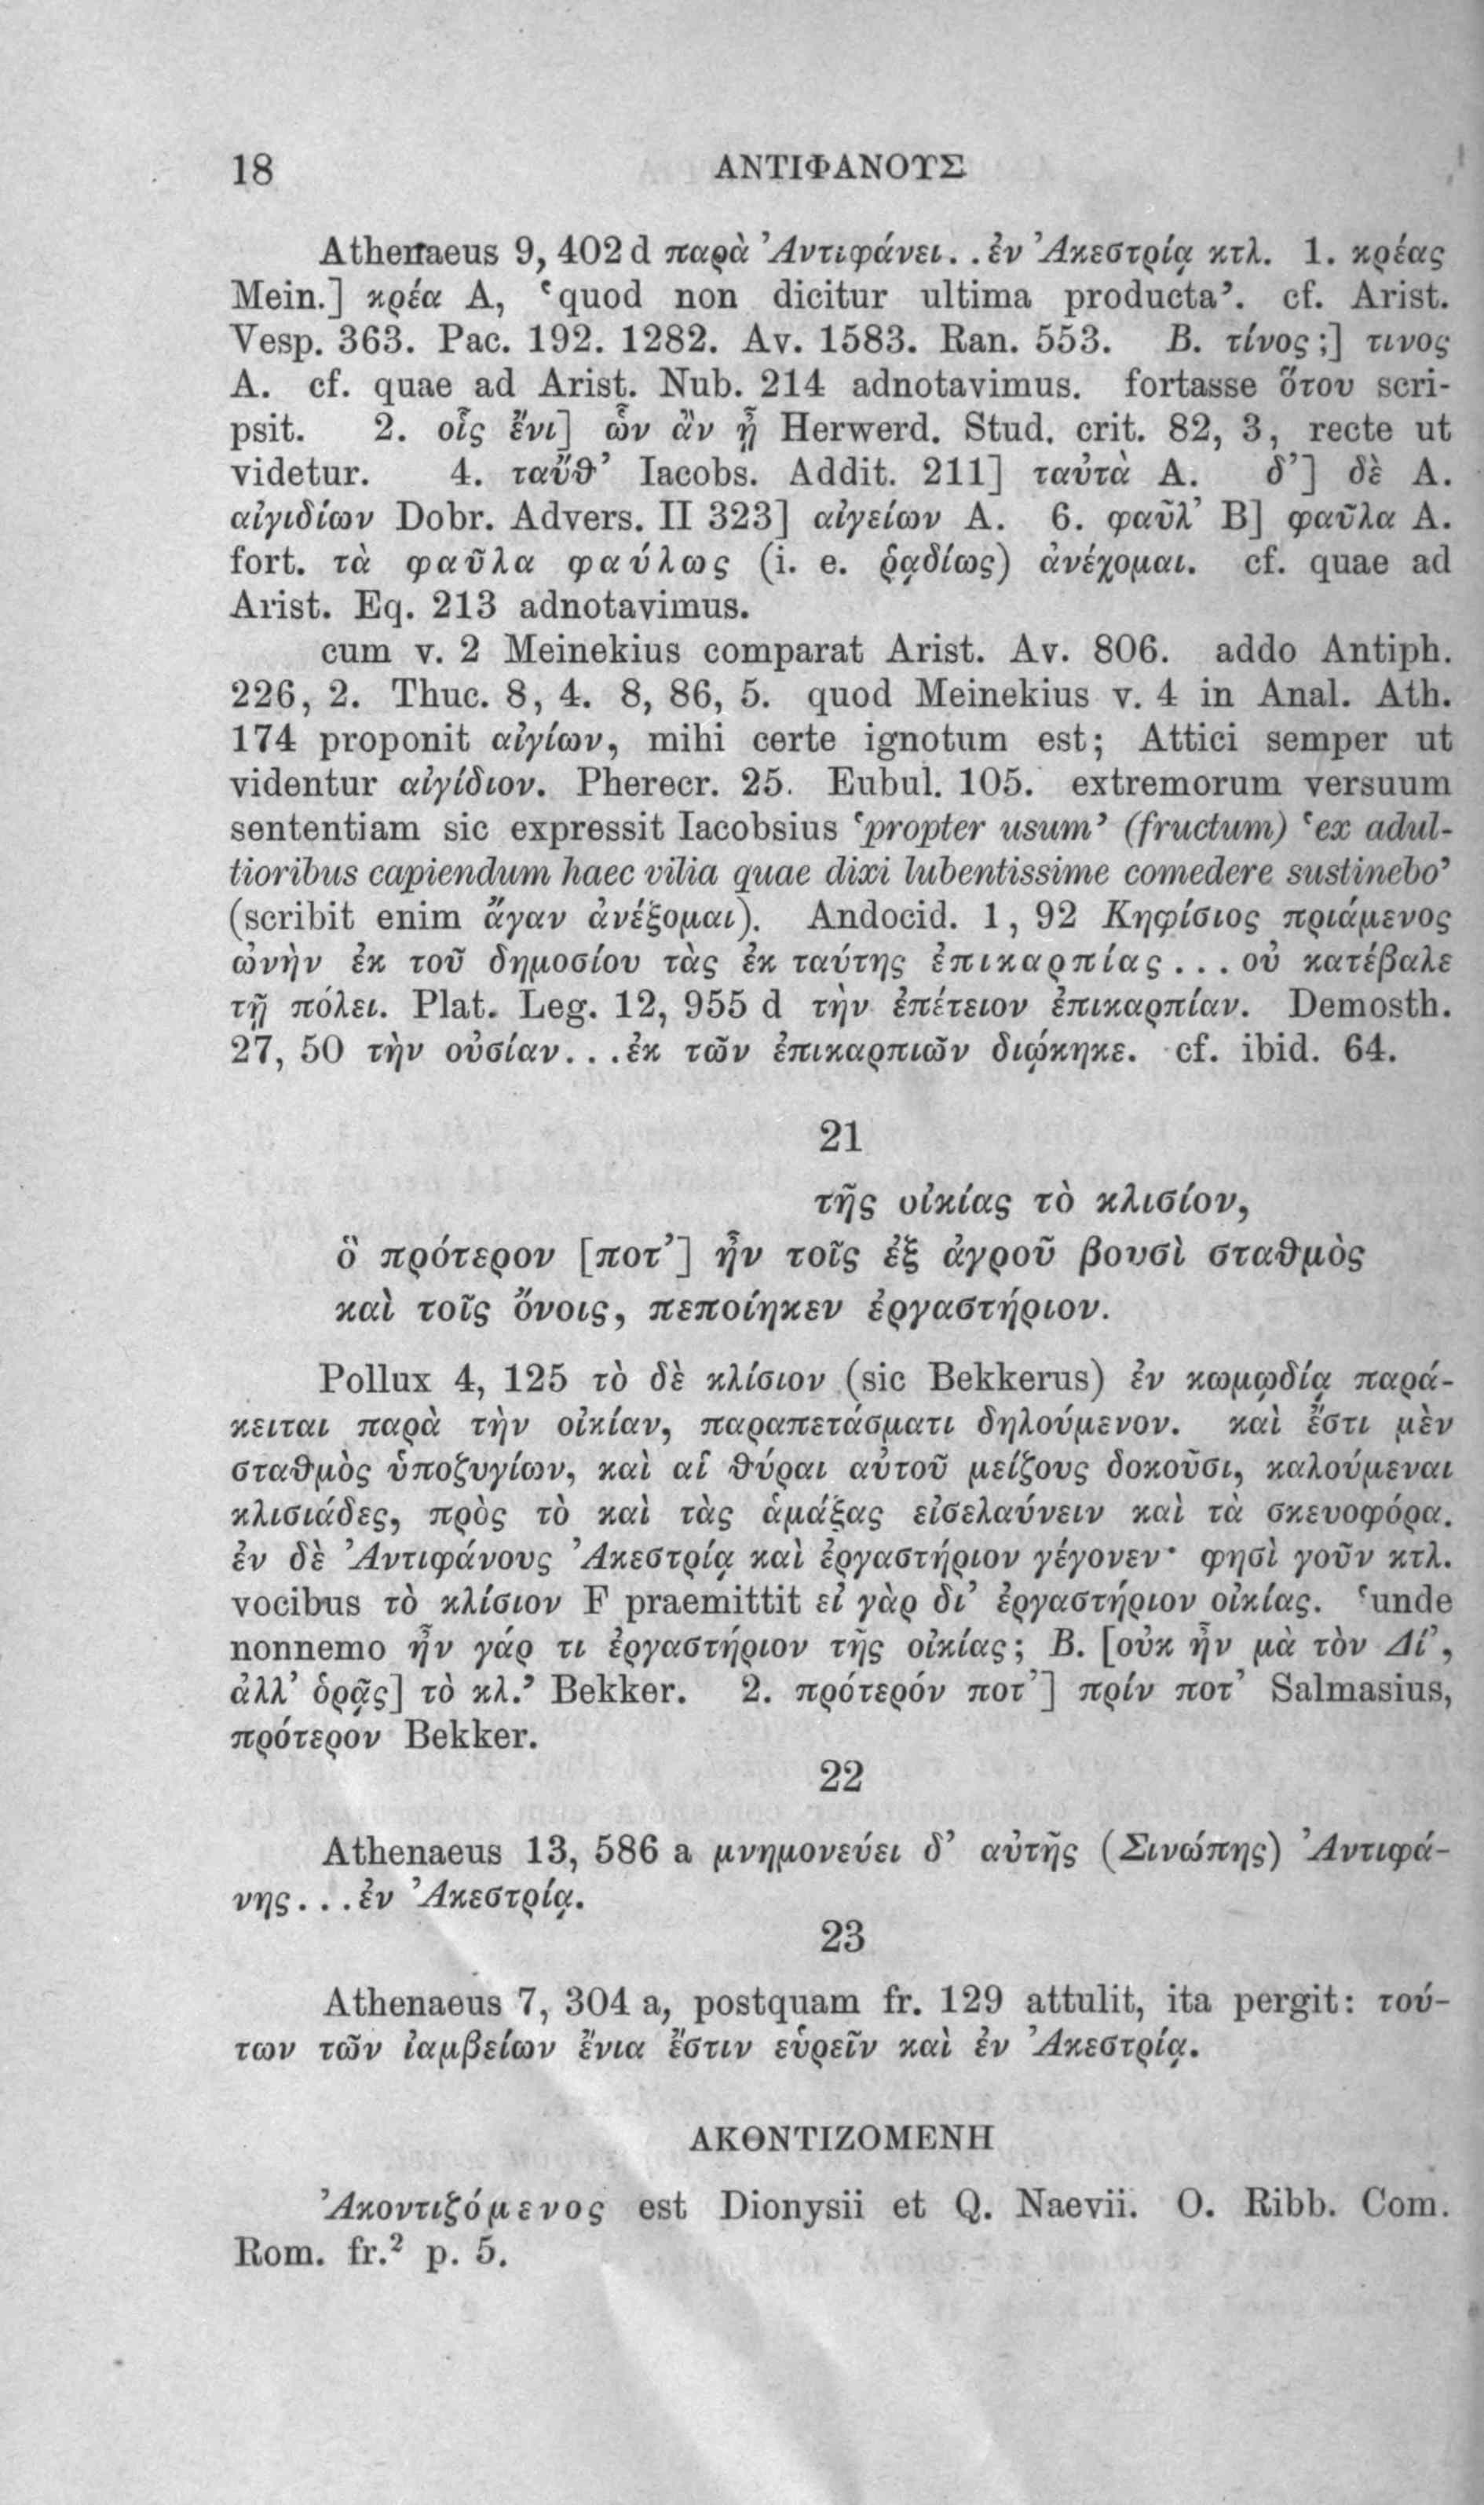 18 ΑΝΤΙΦΑΝΟΥΣ
Athenaeus 9, 402 d παρὰ Ἀντιφάνει. . ἐν Ἀκεστρίᾳ κτλ. 1. κρέας
Mein.] κρέα A, ‘quod non dicitur ultima producta’. cf. Arist.
Vesp. 363. Pac. 192. 1282. Av. 1583. Ran. 553. B. τίνος;] τινος
A. cf. quae ad Arist. Nub. 214 adnotavimus. fortasse ὅτου scri-
psit. 2. οἷς ἔνι] ὧν ἂν ᾖ Herwerd. Stud. crit. 82, 3, recte ut
videtur. 4. ταὔθ’ Iacobs. Addit. 211] ταὐτὰ A. δ’] δὲ A.
αἰγιδίων Dobr. Advers. II 323] αἰγείων A. 6. φαῦλ’ B] φαῦλα A.
fort. τὰ φαῦλα φαύλως (i. e. ῥᾳδίως) ἀνέχομαι. cf. quae ad
Arist. Eq. 213 adnotavimus.
cum v. 2 Meinekius comparat Arist. Av. 806. addo Antiph.
226, 2. Thuc. 8, 4. 8, 86, 5. quod Meinekius v. 4 in Anal. Ath.
174 proponit αἰγίων, mihi certe ignotum est; Attici semper ut
videntur αἰγίδιον. Pherecr. 25. Eubul. 105. extremorum versuum
sententiam sic expressit Iacobsius ‘propter usum’ (fructum) ‘ex adul-
tioribus capiendum haec vilia quae dixi lubentissime comedere sustinebo’
(scribit enim ἄγαν ἀνέξομαι). Andocid. 1, 92 Κηφίσιος πριάμενος
ὠνὴν ἐκ τοῦ δημοσίου τὰς ἐκ ταύτης ἐπικαρπίας . . . οὐ κατέβαλε
τῇ πόλει. Plat. Leg. 12, 955 d τὴν ἐπέτειον ἐπικαρπίαν. Demosth.
27, 50 τὴν οὐσίαν. . .ἐκ τῶν ἐπικαρπιῶν διῴκηκε. cf. ibid. 64.
21
τῆς οἰκίας τὸ κλισίον,
ὃ πρότερον [ποτ’] ἦν τοῖς ἐξ ἀγροῦ βουσὶ σταθμὸς
καὶ τοῖς ὄνοις, πεποίηκεν ἐργαστήριον.
Pollux 4, 125 τὸ δὲ κλίσιον (sic Bekkerus) ἐν κωμῳδίᾳ παρά-
κειται παρὰ τὴν οἰκίαν, παραπετάσματι δηλούμενον. καὶ ἔστι μὲν
σταθμὸς ὑποζυγίων, καὶ αἱ θύραι αὐτοῦ μείζους δοκοῦσι, καλούμεναι
κλισιάδες, πρὸς τὸ καὶ τὰς ἁμάξας εἰσελαύνειν καὶ τὰ σκευοφόρα.
ἐν δὲ Ἀντιφάνους Ἀκεστρίᾳ καὶ ἐργαστήριον γέγονεν· φησὶ γοῦν κτλ.
vocibus τὸ κλίσιον F praemittit εἰ γὰρ δι’ ἐργαστήριον οἰκίας. ‘unde
nonnemo ἦν γάρ τι ἐργαστήριον τῆς οἰκίας; B. [οὐκ ἦν μὰ τὸν Δί’,
ἀλλ’ ὁρᾷς] τὸ κλ.’ Bekker. 2. πρότερόν ποτ’] πρίν ποτ’ Salmasius,
πρότερον Bekker.
22
Athenaeus 13, 586 a μνημονεύει δ’ αὐτῆς (Σινώπης) Ἀντιφά-
νης. . .ἐν Ἀκεστρίᾳ.
23
Athenaeus 7, 304 a, postquam fr. 129 attulit, ita pergit: τού-
των τῶν ἰαμβείων ἔνια ἔστιν εὑρεῖν καὶ ἐν Ἀκεστρίᾳ.
ΑΚΟΝΤΙΖΟΜΕΝΗ
Ἀκοντιζόμενος est Dionysii et Q. Naevii. O. Ribb. Com.
Rom. fr.² p. 5.